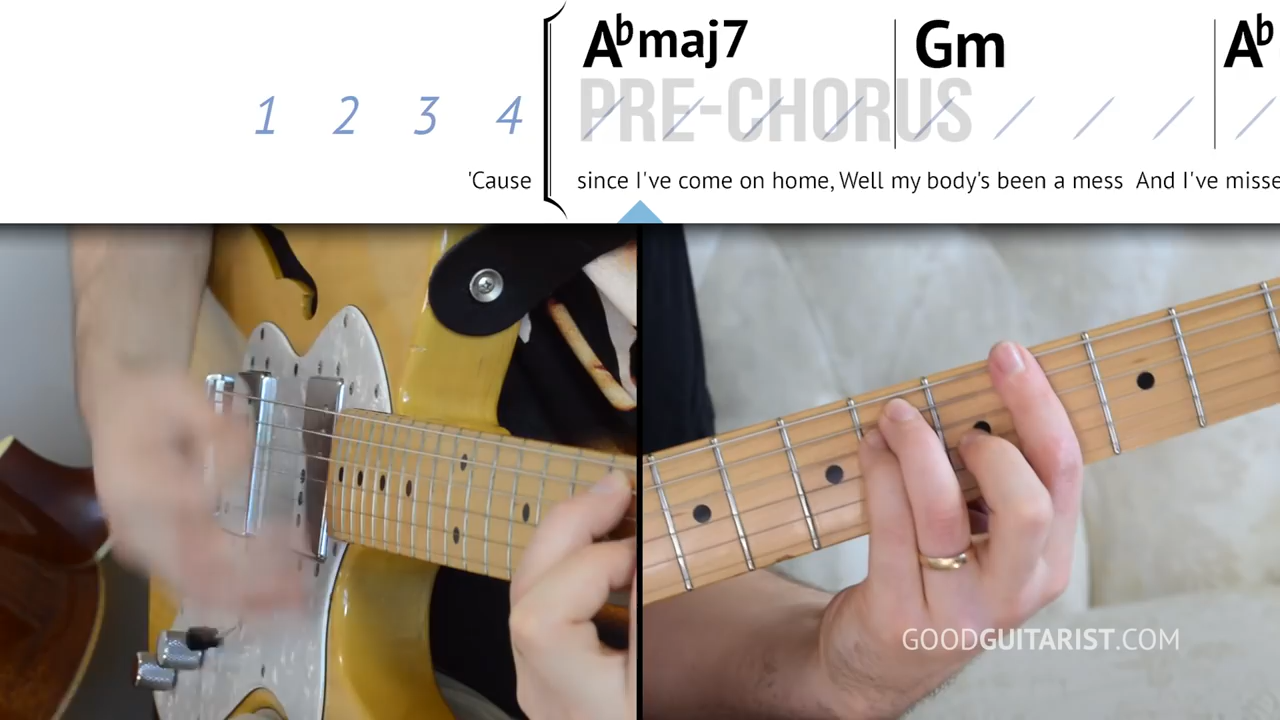 A♭maj7 Gm A♭
PRE-CHORUS
1 2 3 4
'Cause since I've come on home, Well my body's been a mess And I've misse
GOODGUITARIST.COM